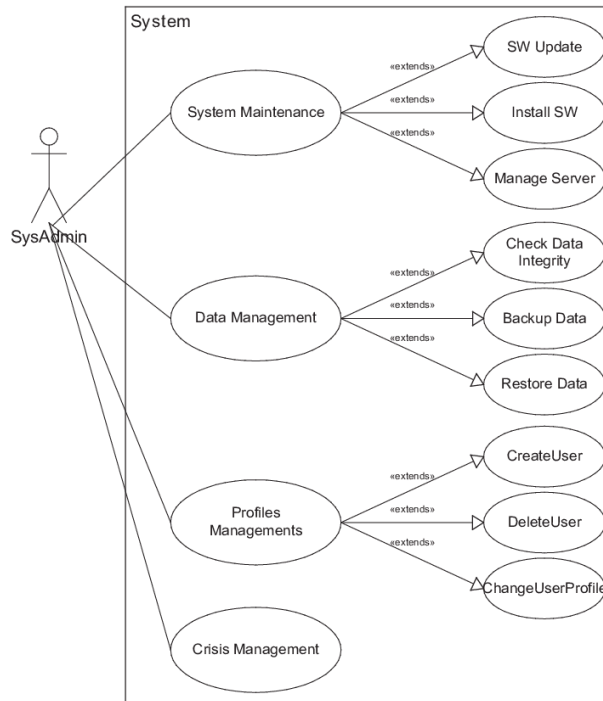 System
SW Update
«extends»
System Maintenance
«extends»
Install SW
«extends»
Manage Server
SysAdmin
Check Data
Integrity
«extends»
Data Management
«extends»
Backup Data
«extends»
Restore Data
CreateUser
«extends»
Profiles
Managements
«extends»
DeleteUser
«extends»
ChangeUserProfile
Crisis Management